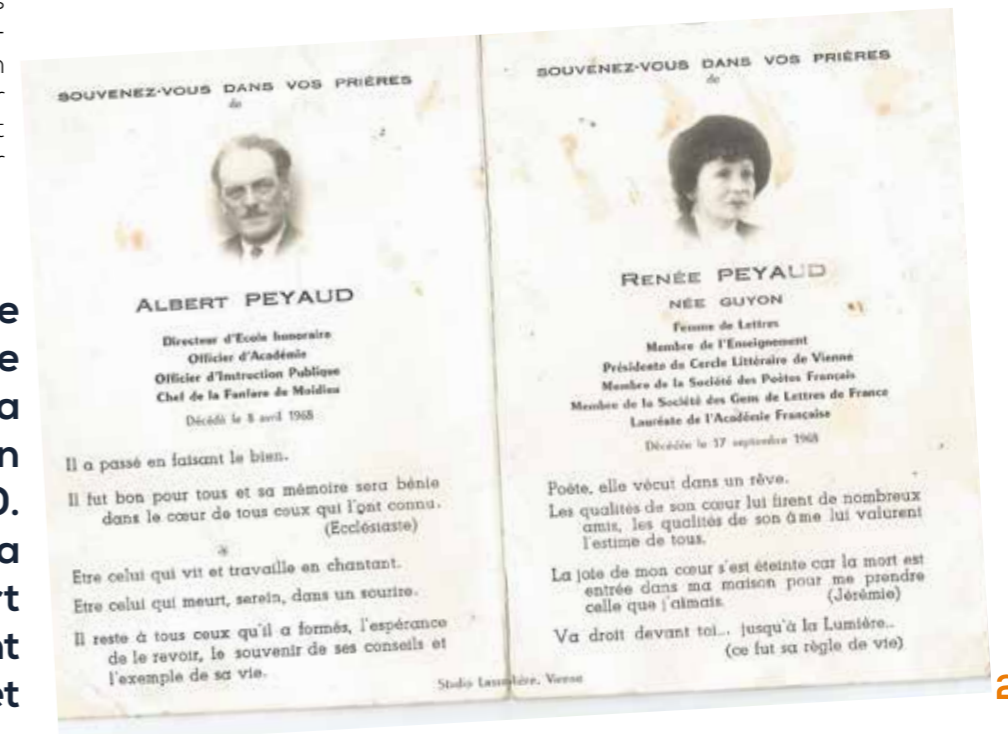 e
e
a
n
0.
a
rt
nt
et
SOUVENEZ-VOUS DANS VOS PRIÈRES
de
ALBERT PEYAUD
Directeur d'Ecole honoraire
Officier d'Académie
Officier d'Instruction Publique
Chef de la Fanfare de Moidieu
Décédé le 8 avril 1968
Il a passé en faisant le bien.
Il fut bon pour tous et sa mémoire sera bénie
dans le cœur de tous ceux qui l'ont connu.
(Ecclésiaste)
Etre celui qui vit et travaille en chantant.
Etre celui qui meurt, serein, dans un sourire.
Il reste à tous ceux qu'il a formés, l'espérance
de le revoir, le souvenir de ses conseils et
l'exemple de sa vie.
SOUVENEZ-VOUS DANS VOS PRIÈRES
de
RENÉE PEYAUD
NÉE GUYON
Femme de Lettres
Membre de l'Enseignement
Présidente du Cercle Littéraire de Vienne
Membre de la Société des Poètes Français
Membre de la Société des Gens de Lettres de France
Lauréate de l'Académie Française
Décédée le 17 septembre 1968
Poète, elle vécut dans un rêve.
Les qualités de son cœur lui firent de nombreux
amis, les qualités de son âme lui valurent
l'estime de tous.
La joie de mon cœur s'est éteinte car la mort est
entrée dans ma maison pour me prendre
celle que j'aimais. (Jérémie)
Va droit devant toi... jusqu'à la Lumière..
(ce fut sa règle de vie)
Studio Vienne
a